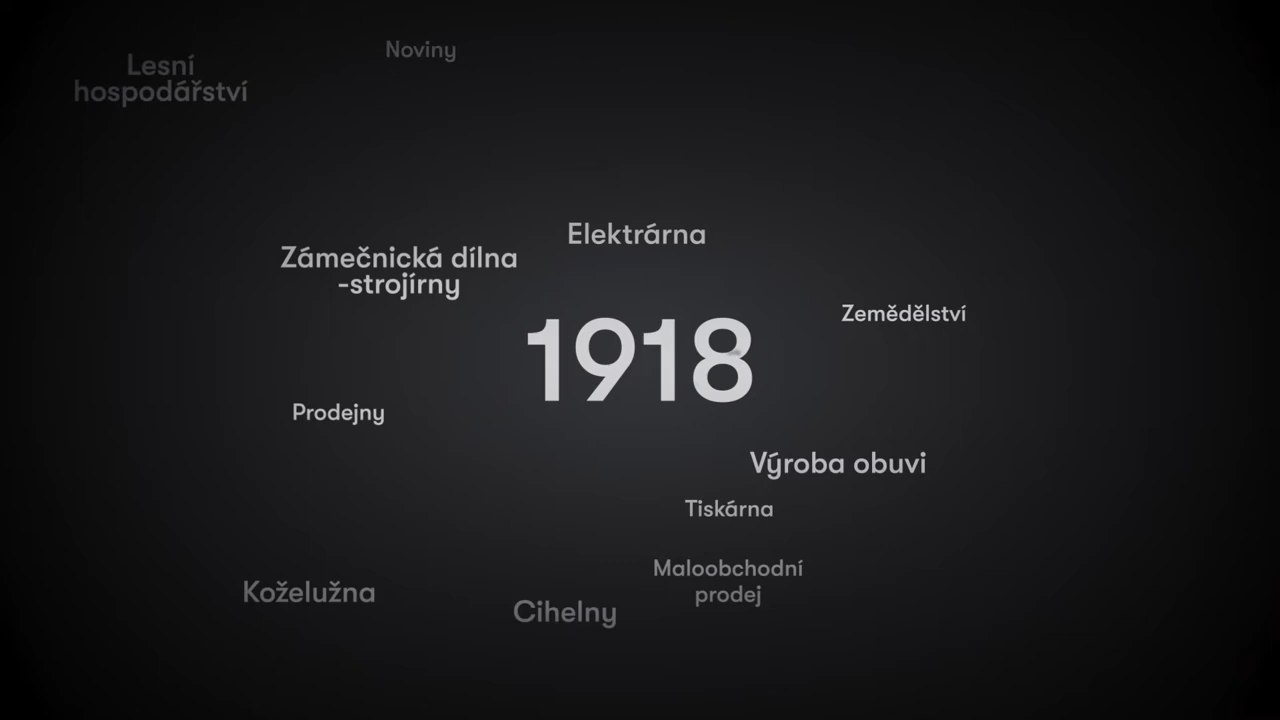 Noviny
Lesní
hospodářství
Elektrárna
Zámečnická dílna
-strojírny
Zemědělství
1918
Prodejny
Výroba obuvi
Tiskárna
Maloobchodní
prodej
Koželužna
Cihelny